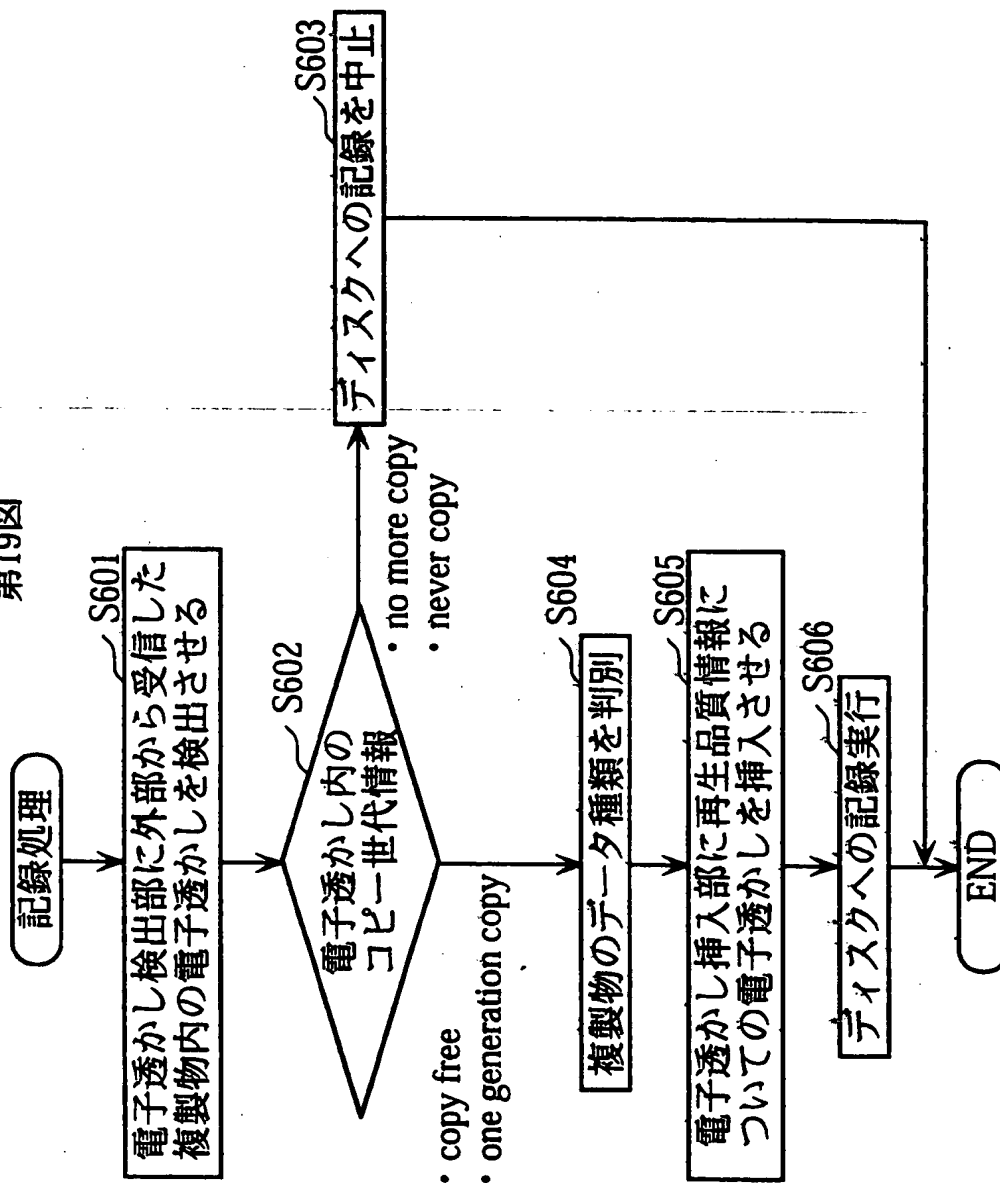 第19図
記録処理
S601
電子透かし検出部に外部から受信した
複製物内の電子透かしを検出させる
S602
電子透かし内の
コピー世代情報
・no more copy
・never copy
S603
ディスクへの記録を中止
・copy free
・one generation copy
S604
複製物のデータ種類を判別
S605
電子透かし挿入部に再生品質情報に
ついての電子透かしを挿入させる
S606
ディスクへの記録実行
END